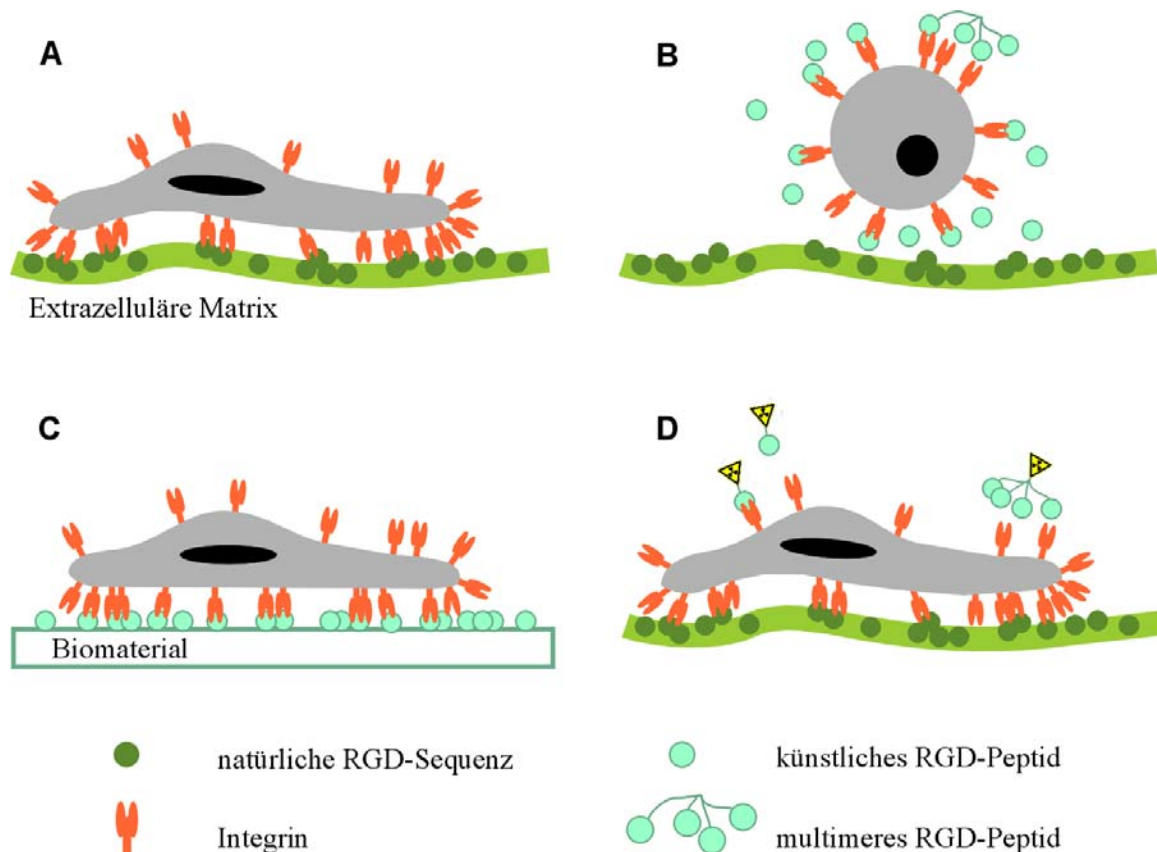 A
B
Extrazelluläre Matrix
C
D
Biomaterial
natürliche RGD-Sequenz
künstliches RGD-Peptid
Integrin
multimeres RGD-Peptid